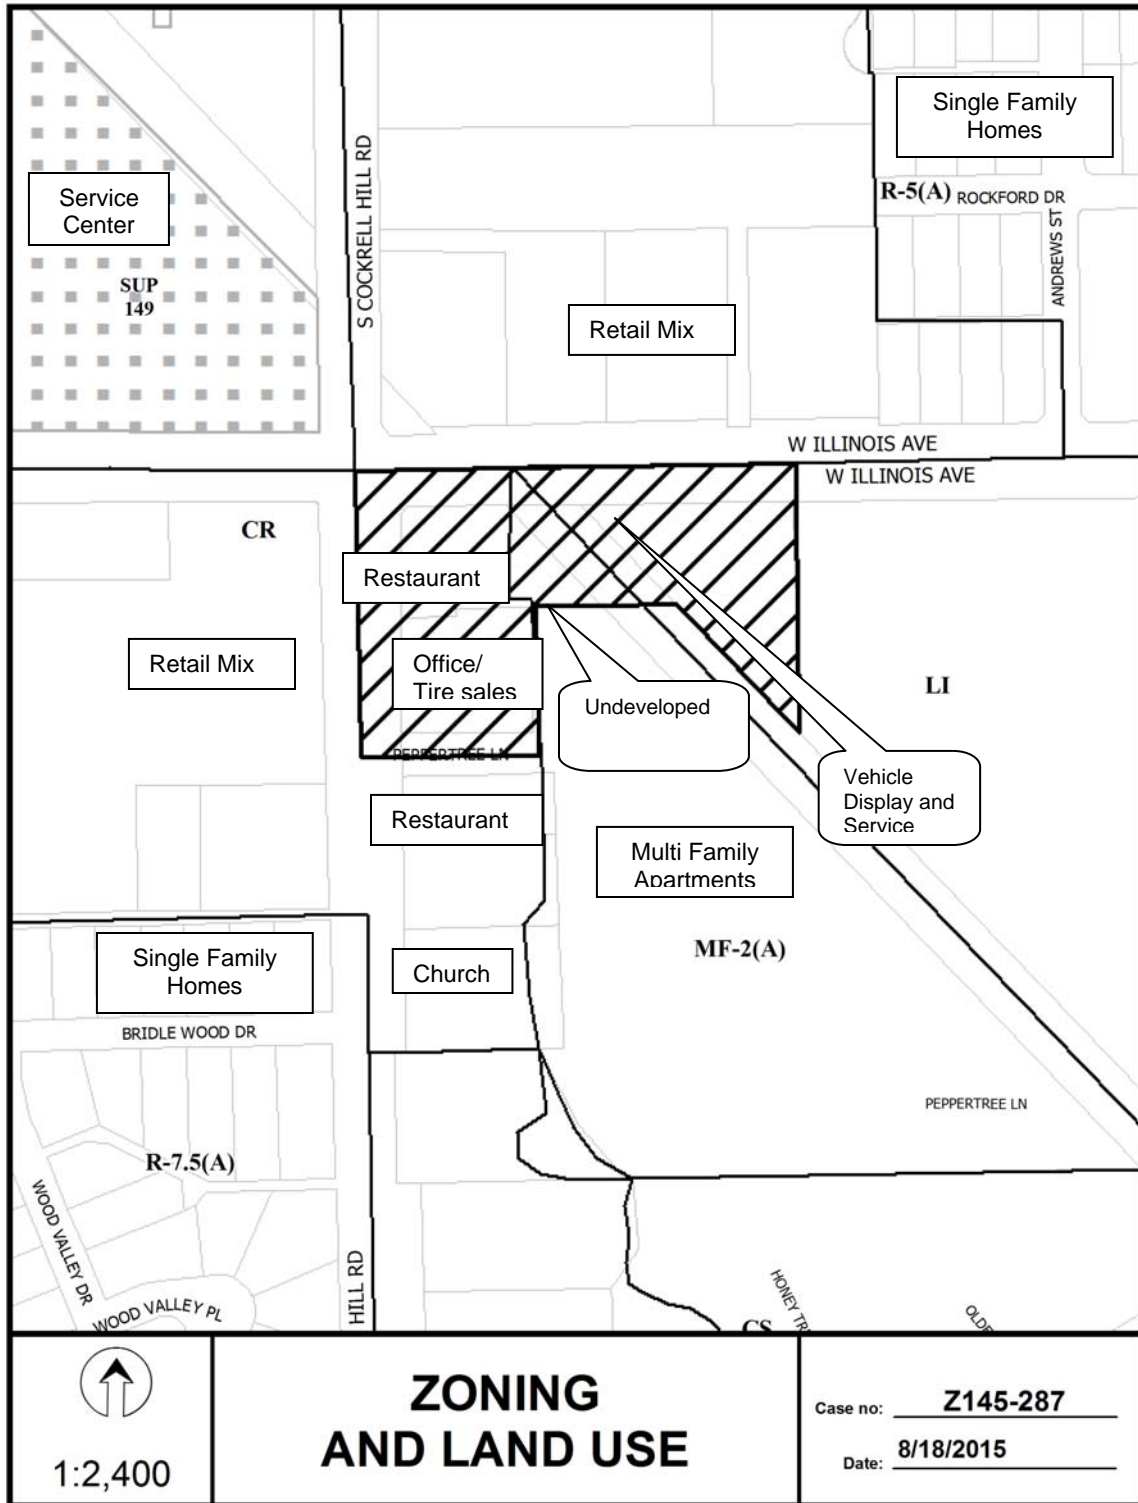 Single Family
Homes
R-5(A) ROCKFORD DR
ANDREWS ST
S COCKRELL HILL RD
Service
Center
SUP
149
Retail Mix
W ILLINOIS AVE
W ILLINOIS AVE
CR
Restaurant
Retail Mix
Office/
Tire sales
Undeveloped
LI
PEPPERTREE LN
Vehicle
Display and
Service
Restaurant
Multi Family
Apartments
Single Family
Homes
Church
MF-2(A)
BRIDLE WOOD DR
PEPPERTREE LN
R-7.5(A)
WOOD VALLEY DR
WOOD VALLEY PL
HILL RD
HONEY TR
OLD
CS
1:2,400
ZONING
AND LAND USE
Case no: Z145-287
Date: 8/18/2015